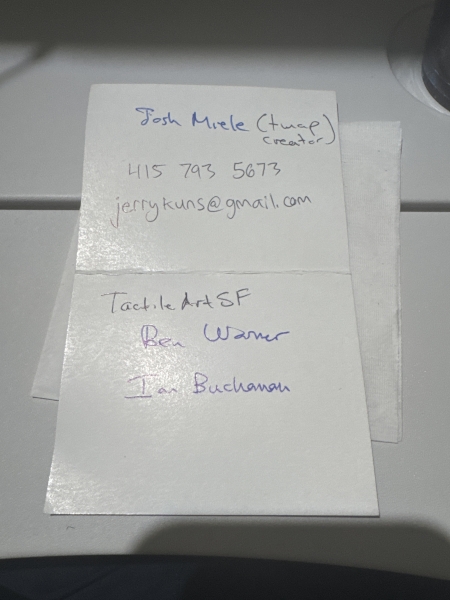 Josh Miele (tmap
creator)
415 793 5673
jerrykuns@gmail.com
Tactile Art SF
Ben Warner
Ian Buchanan